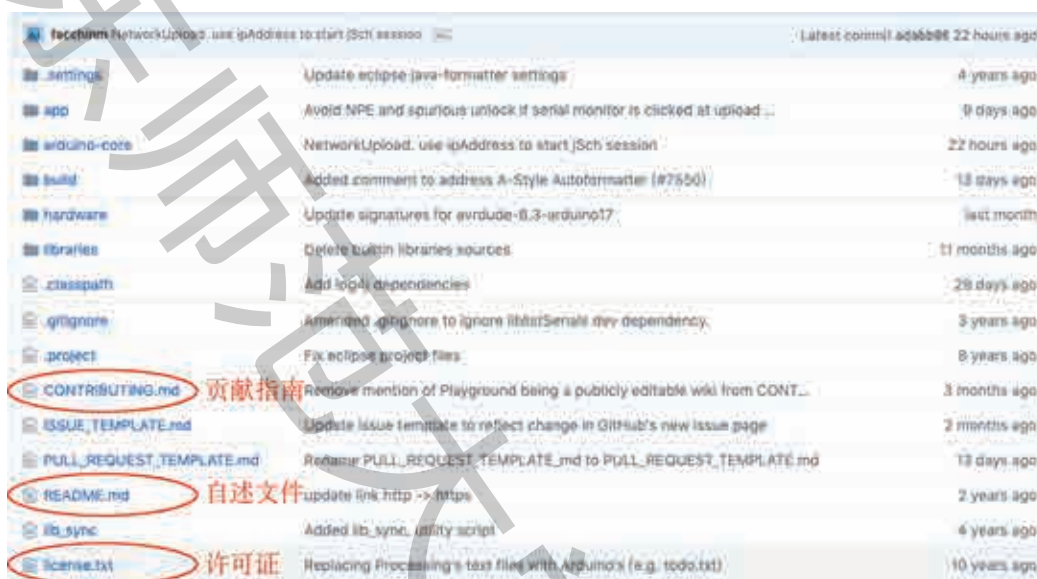 facchinm NetworkUpload. use ipAddress to start jSch session Latest commit 22 hours ago
.settings Update eclipse java-formatter settings 4 years ago
app Avoid NPE and spurious unlock if serial monitor is clicked at upload ... 9 days ago
arduino-core NetworkUpload. use ipAddress to start jSch session 22 hours ago
build Added comment to address A-Style Autoformatter (#7550) 13 days ago
hardware Update signatures for avrdude-6.3-arduino17 last month
libraries Delete builtin libraries sources 11 months ago
.classpath Add log4j dependencies 28 days ago
.gitignore Amended .gitignore to ignore liblistSerials dev dependency. 3 years ago
.project Fix eclipse project files 8 years ago
CONTRIBUTING.md 贡献指南 Remove mention of Playground being a publicly editable wiki from CONT... 3 months ago
ISSUE_TEMPLATE.md Update issue template to reflect change in GitHub's new issue page 2 months ago
PULL_REQUEST_TEMPLATE.md Rename PULL_REQUEST_TEMPLATE_md to PULL_REQUEST_TEMPLATE.md 13 days ago
README.md 自述文件 update link http -> https 2 years ago
lib_sync Added lib_sync, utility script 4 years ago
license.txt 许可证 Replacing Processing's text files with Arduino's (e.g. todo.txt) 10 years ago